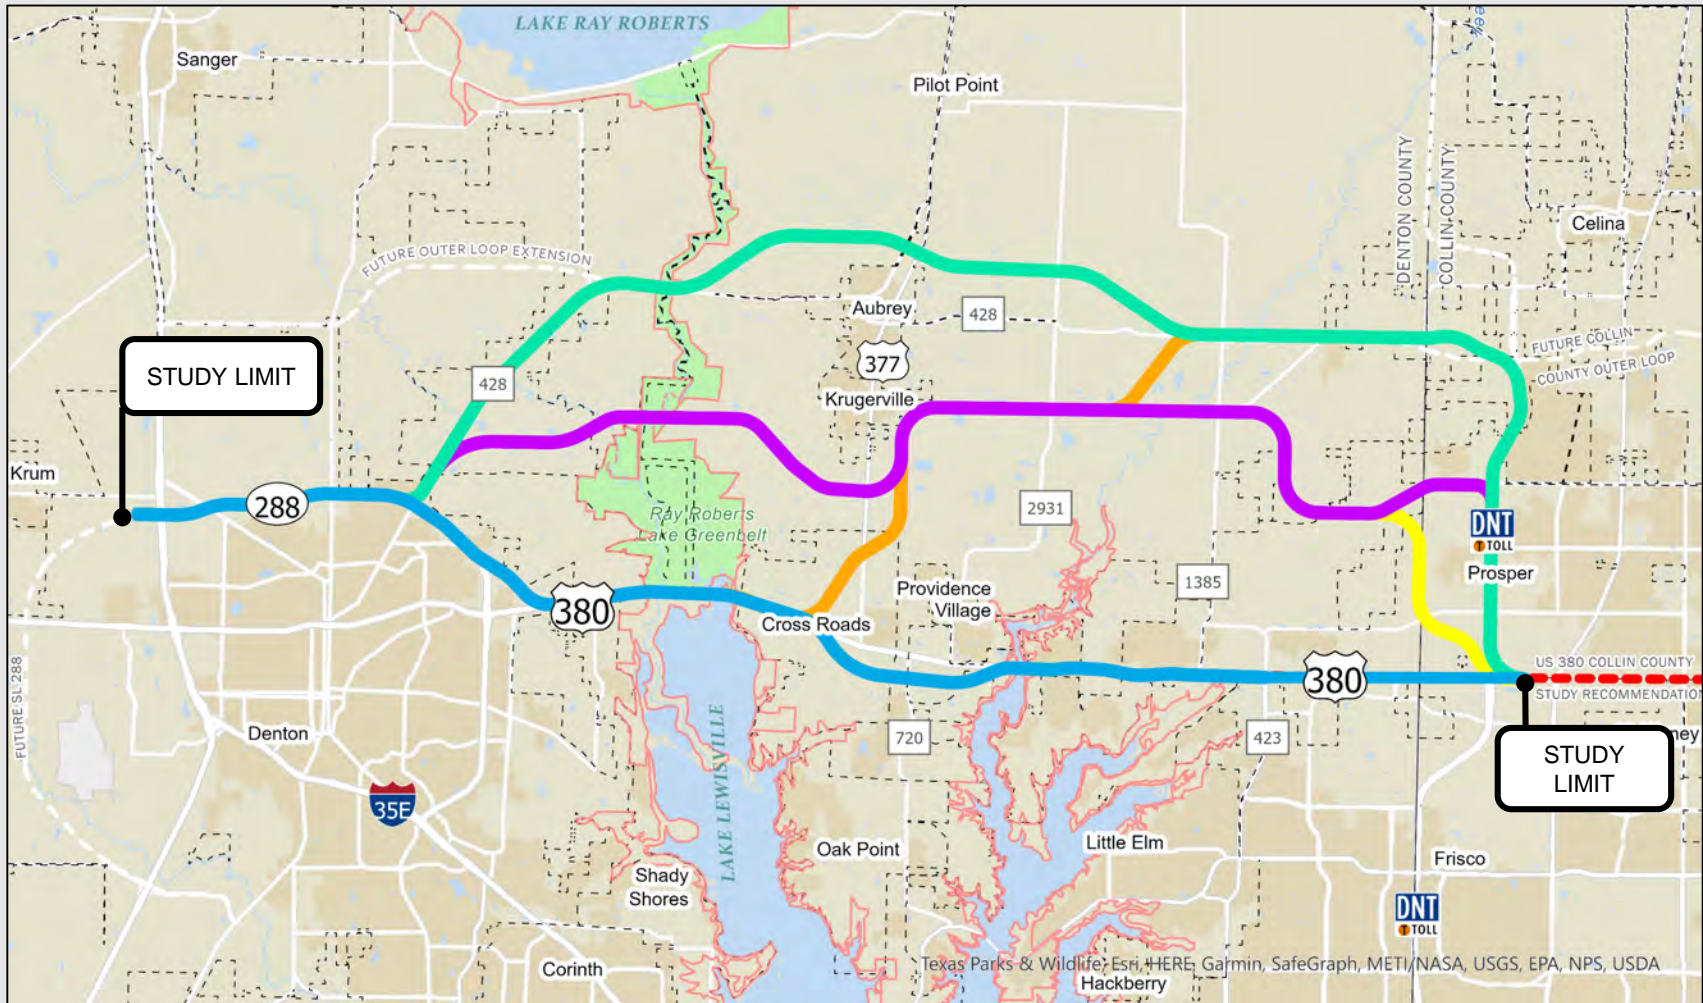 LAKE RAY ROBERTS
Sanger
Pilot Point
DENTON COUNTY
COLLIN COUNTY
Celina
FUTURE OUTER LOOP EXTENSION
Aubrey
428
FUTURE COLLIN
COUNTY OUTER LOOP
377
STUDY LIMIT
428
Krugerville
Krum
288
Ray Roberts
Lake Greenbelt
2931
DNT
TOLL
Prosper
1385
Providence
Village
380
Cross Roads
US 380 COLLIN COUNTY
STUDY RECOMMENDATION
380
FUTURE SL 288
Denton
720
423
ney
STUDY
LIMIT
35E
LAKE LEWISVILLE
Oak Point
Little Elm
Frisco
Shady
Shores
DNT
TOLL
Corinth
Texas Parks & Wildlife, Esri, HERE, Garmin, SafeGraph, METI/NASA, USGS, EPA, NPS, USDA
Hackberry